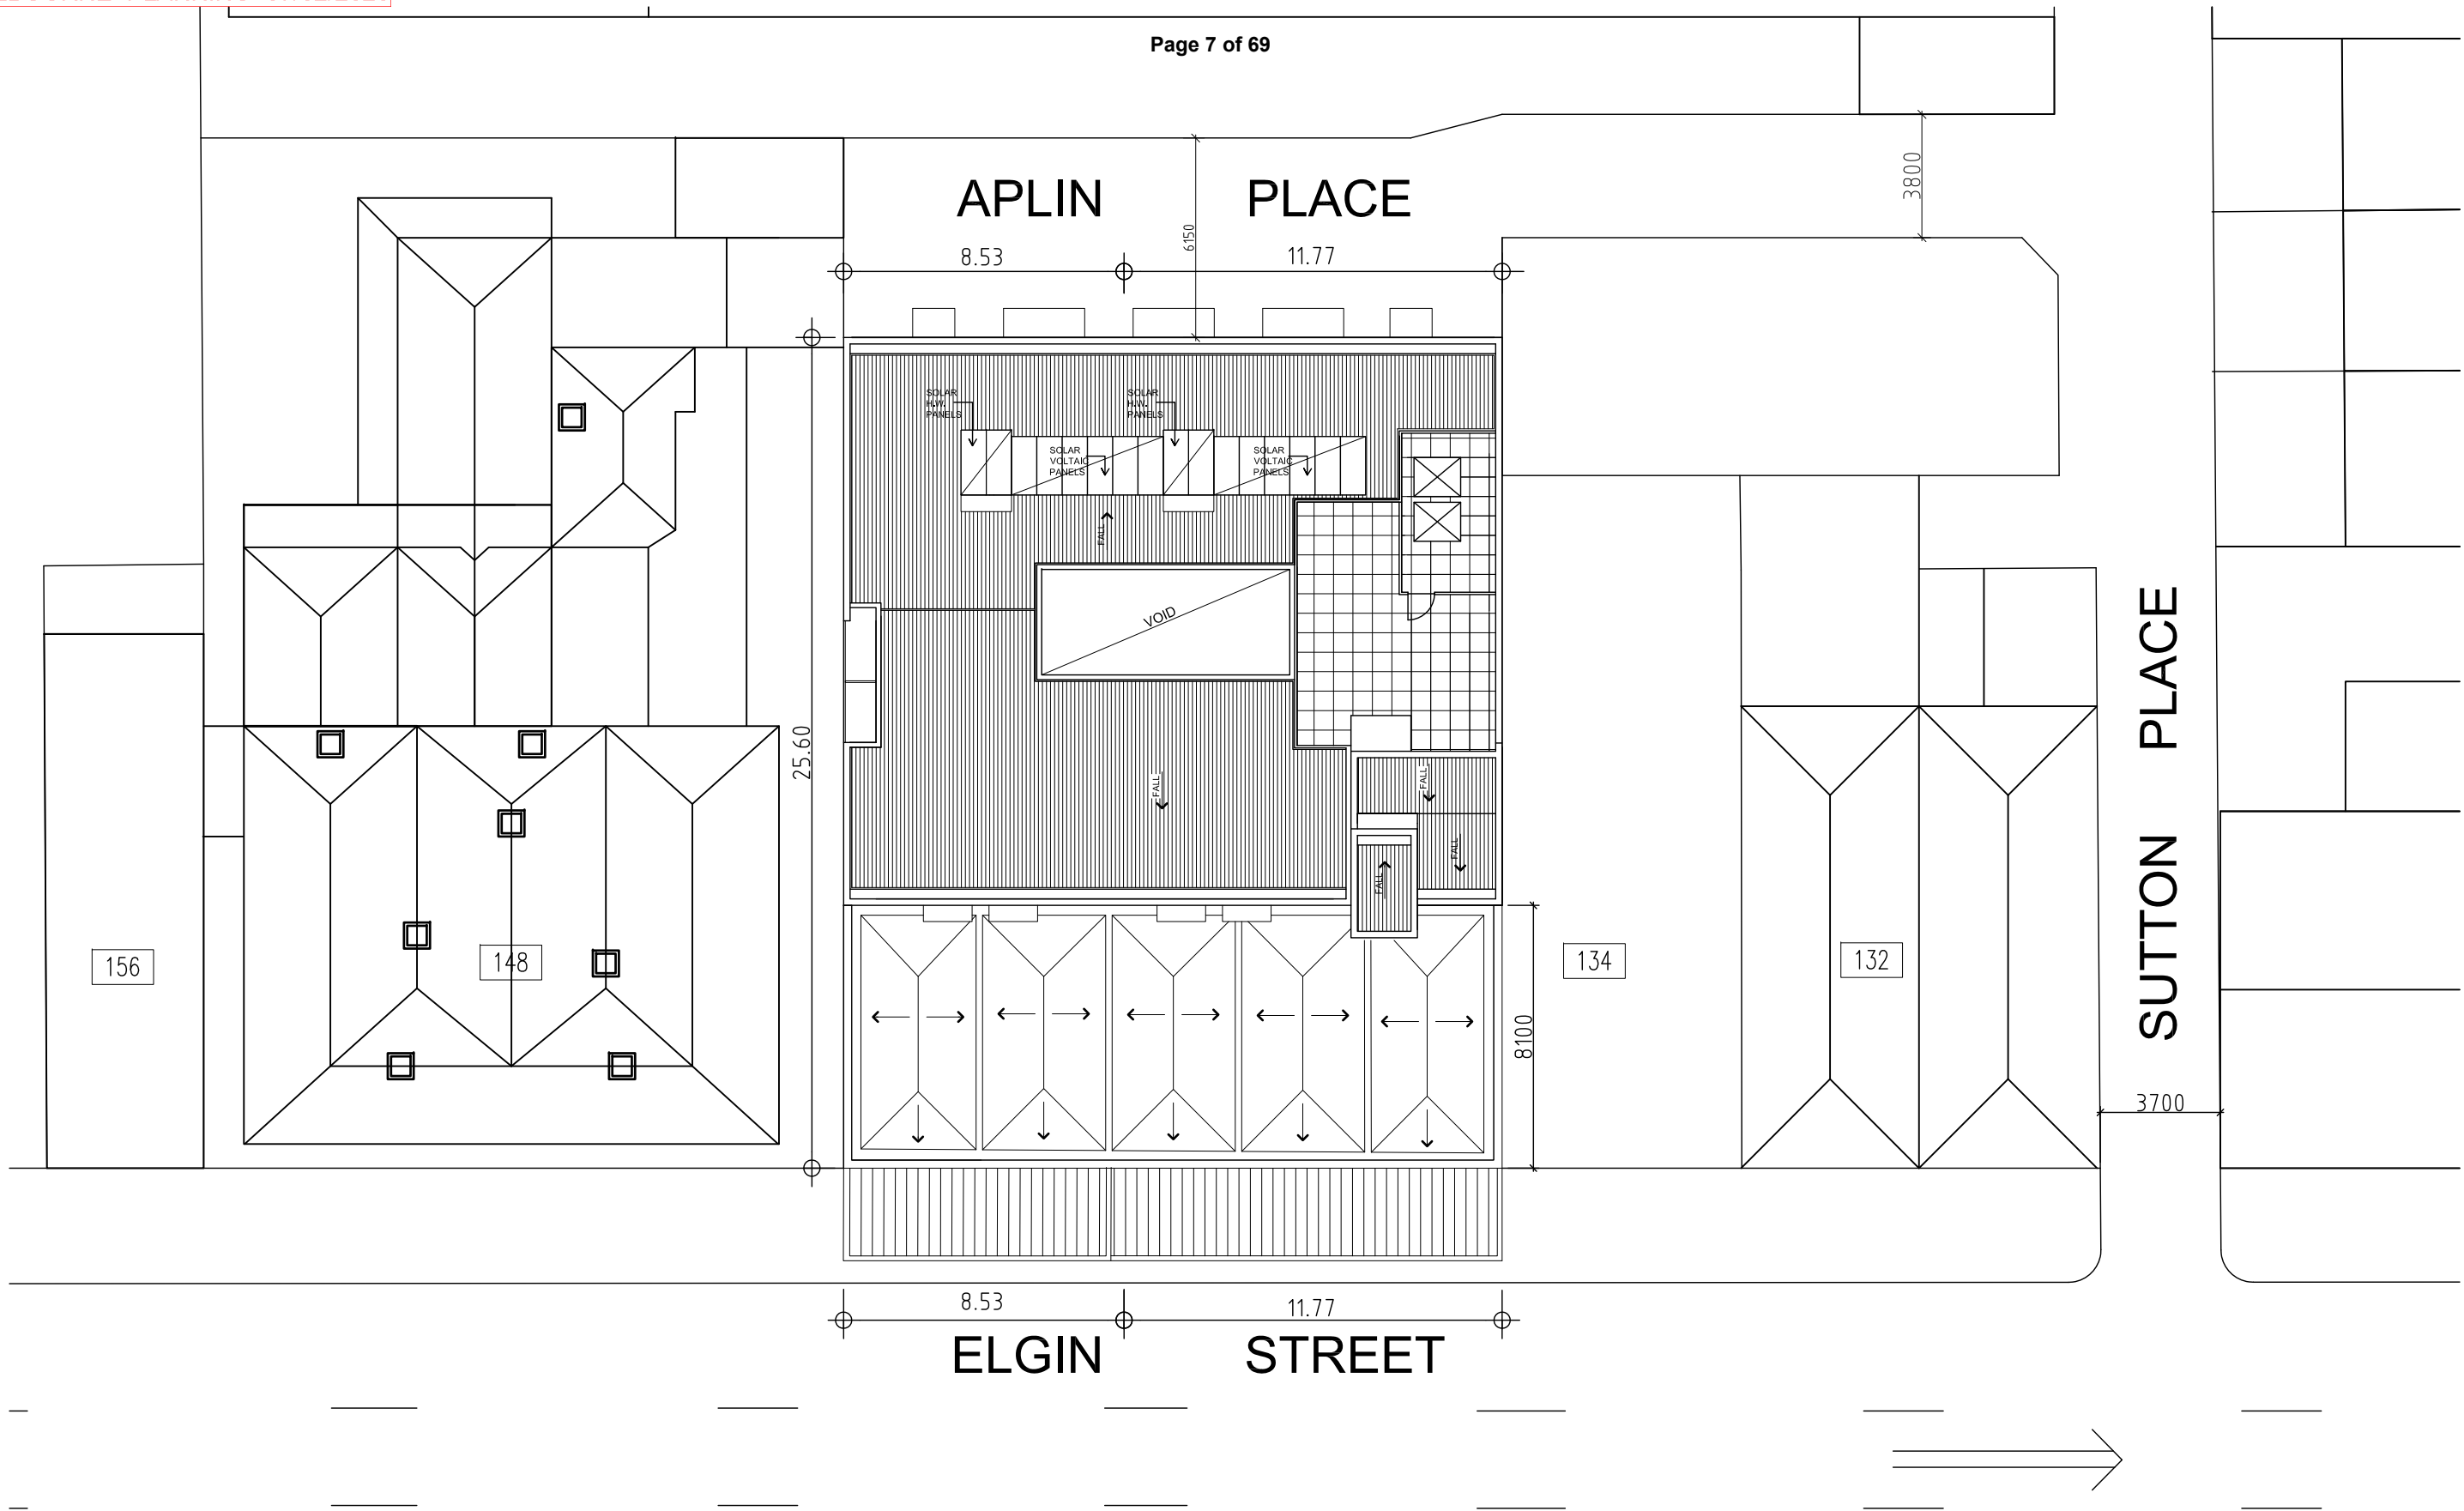 Page 7 of 69
APLIN PLACE
3800
6150
8.53
11.77
SOLAR
H.W.
PANELS
SOLAR
H.W.
PANELS
SOLAR
VOLTAIC
PANELS
SOLAR
VOLTAIC
PANELS
FALL
VOID
25.60
FALL
FALL
FALL
FALL
156
148
134
132
SUTTON PLACE
8100
3700
8.53
11.77
ELGIN STREET